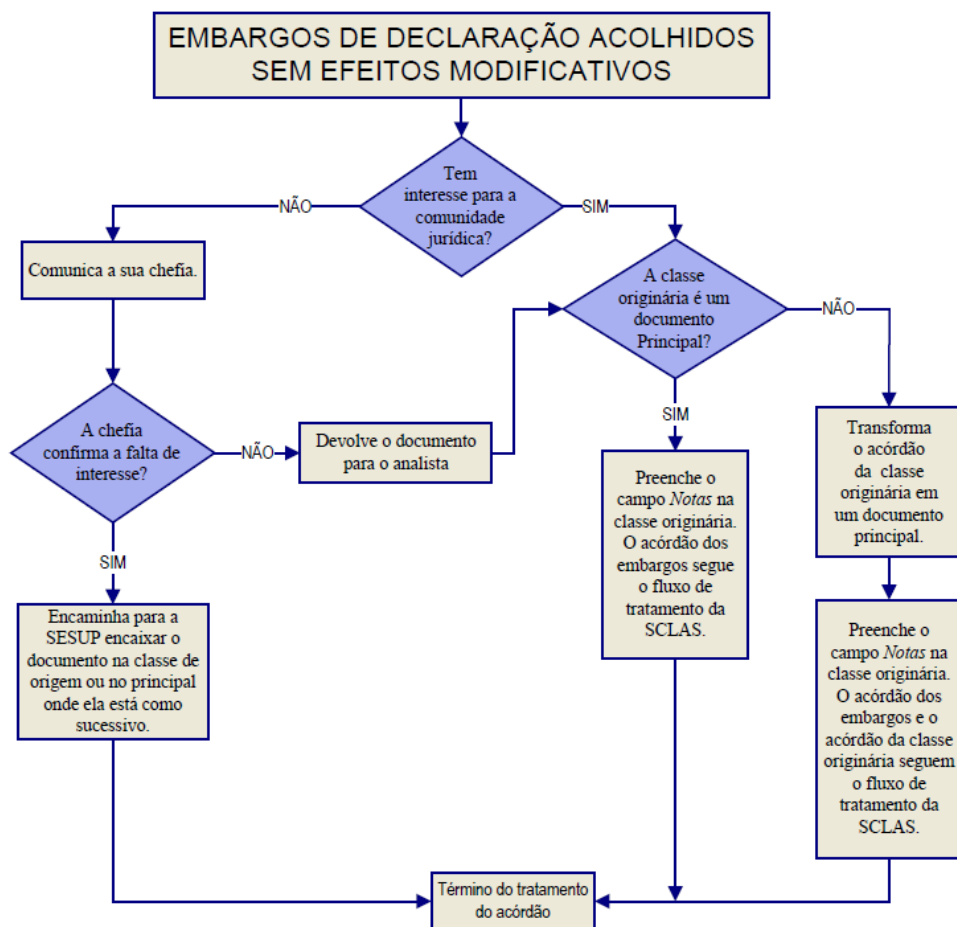 EMBARGOS DE DECLARAÇÃO ACOLHIDOS
SEM EFEITOS MODIFICATIVOS
Tem
interesse para a
comunidade
jurídica?
NÃO
SIM
Comunica a sua chefia.
A classe
originária é um
documento
Principal?
NÃO
SIM
A chefia
confirma a falta de
interesse?
NÃO
SIM
Devolve o documento
para o analista
Transforma
o acórdão
da classe
originária em
um documento
principal.
Preenche o
campo Notas na
classe originária.
O acórdão dos
embargos segue
o fluxo de
tratamento da
SCLAS.
Encaminha para a
SESUP encaixar o
documento na classe de
origem ou no principal
onde ela está como
sucessivo.
Preenche o
campo Notas na
classe originária.
O acórdão dos
embargos e o
acórdão da classe
originária seguem
o fluxo de
tratamento da
SCLAS.
Término do tratamento
do acórdão